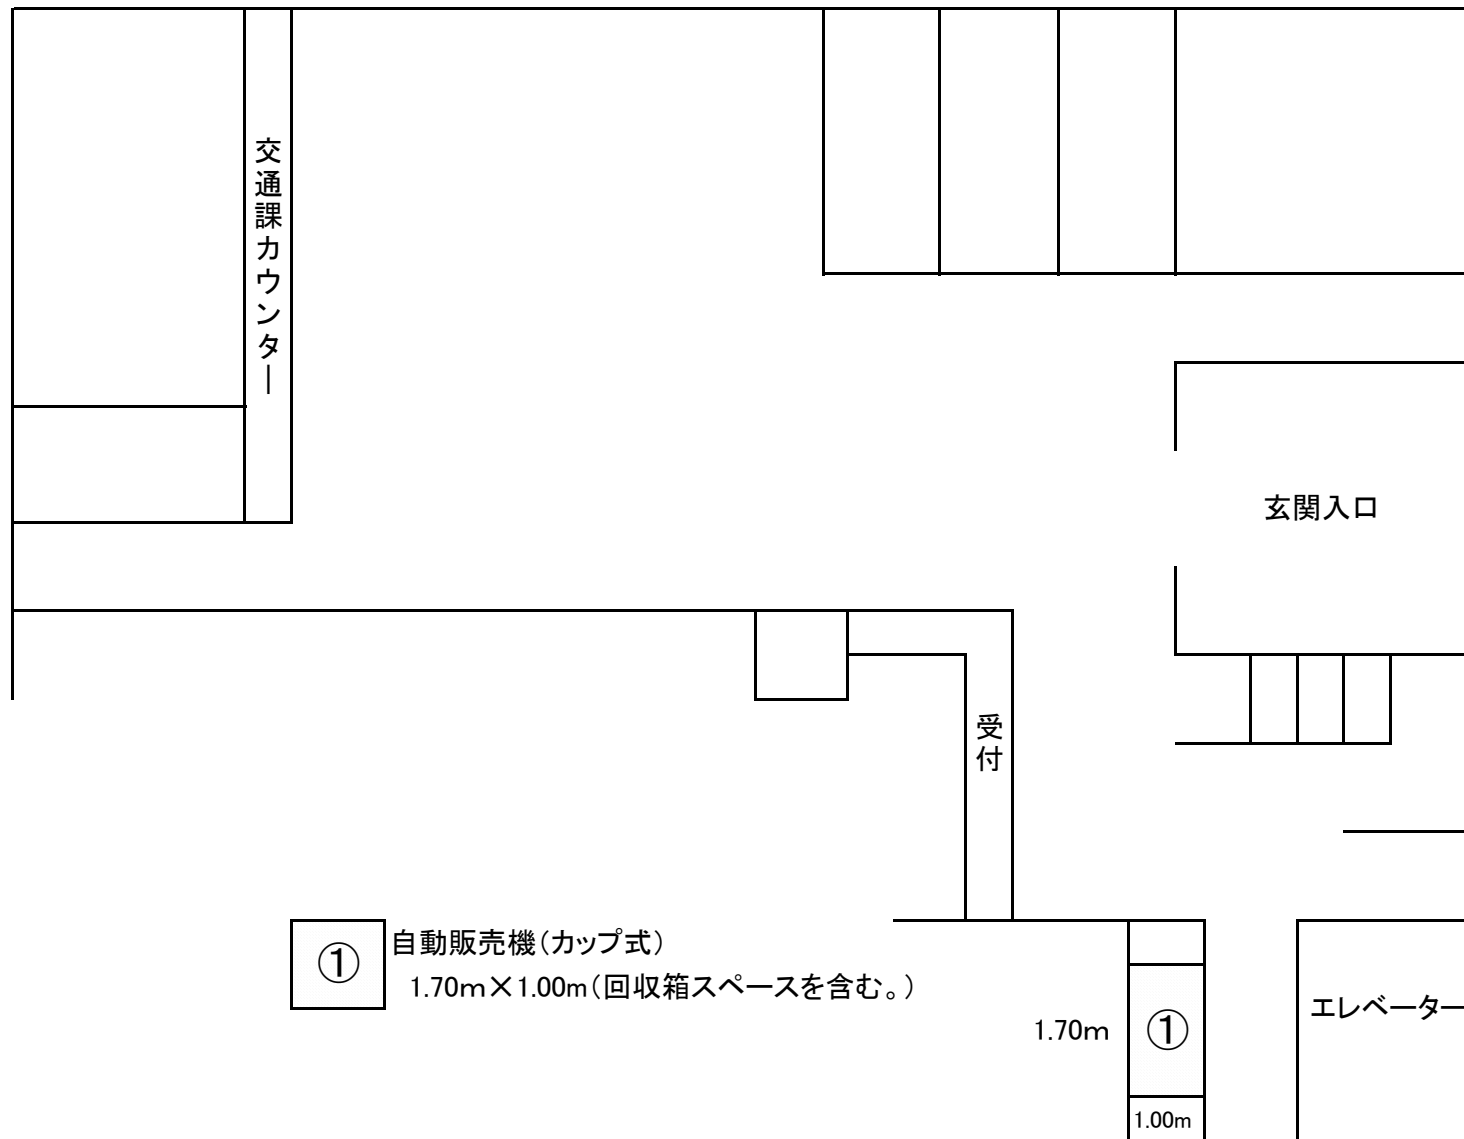 交通課カウンター
玄関入口
受付
① 自動販売機（カップ式）
1.70m×1.00m（回収箱スペースを含む。）
エレベーター
1.70m
①
1.00m